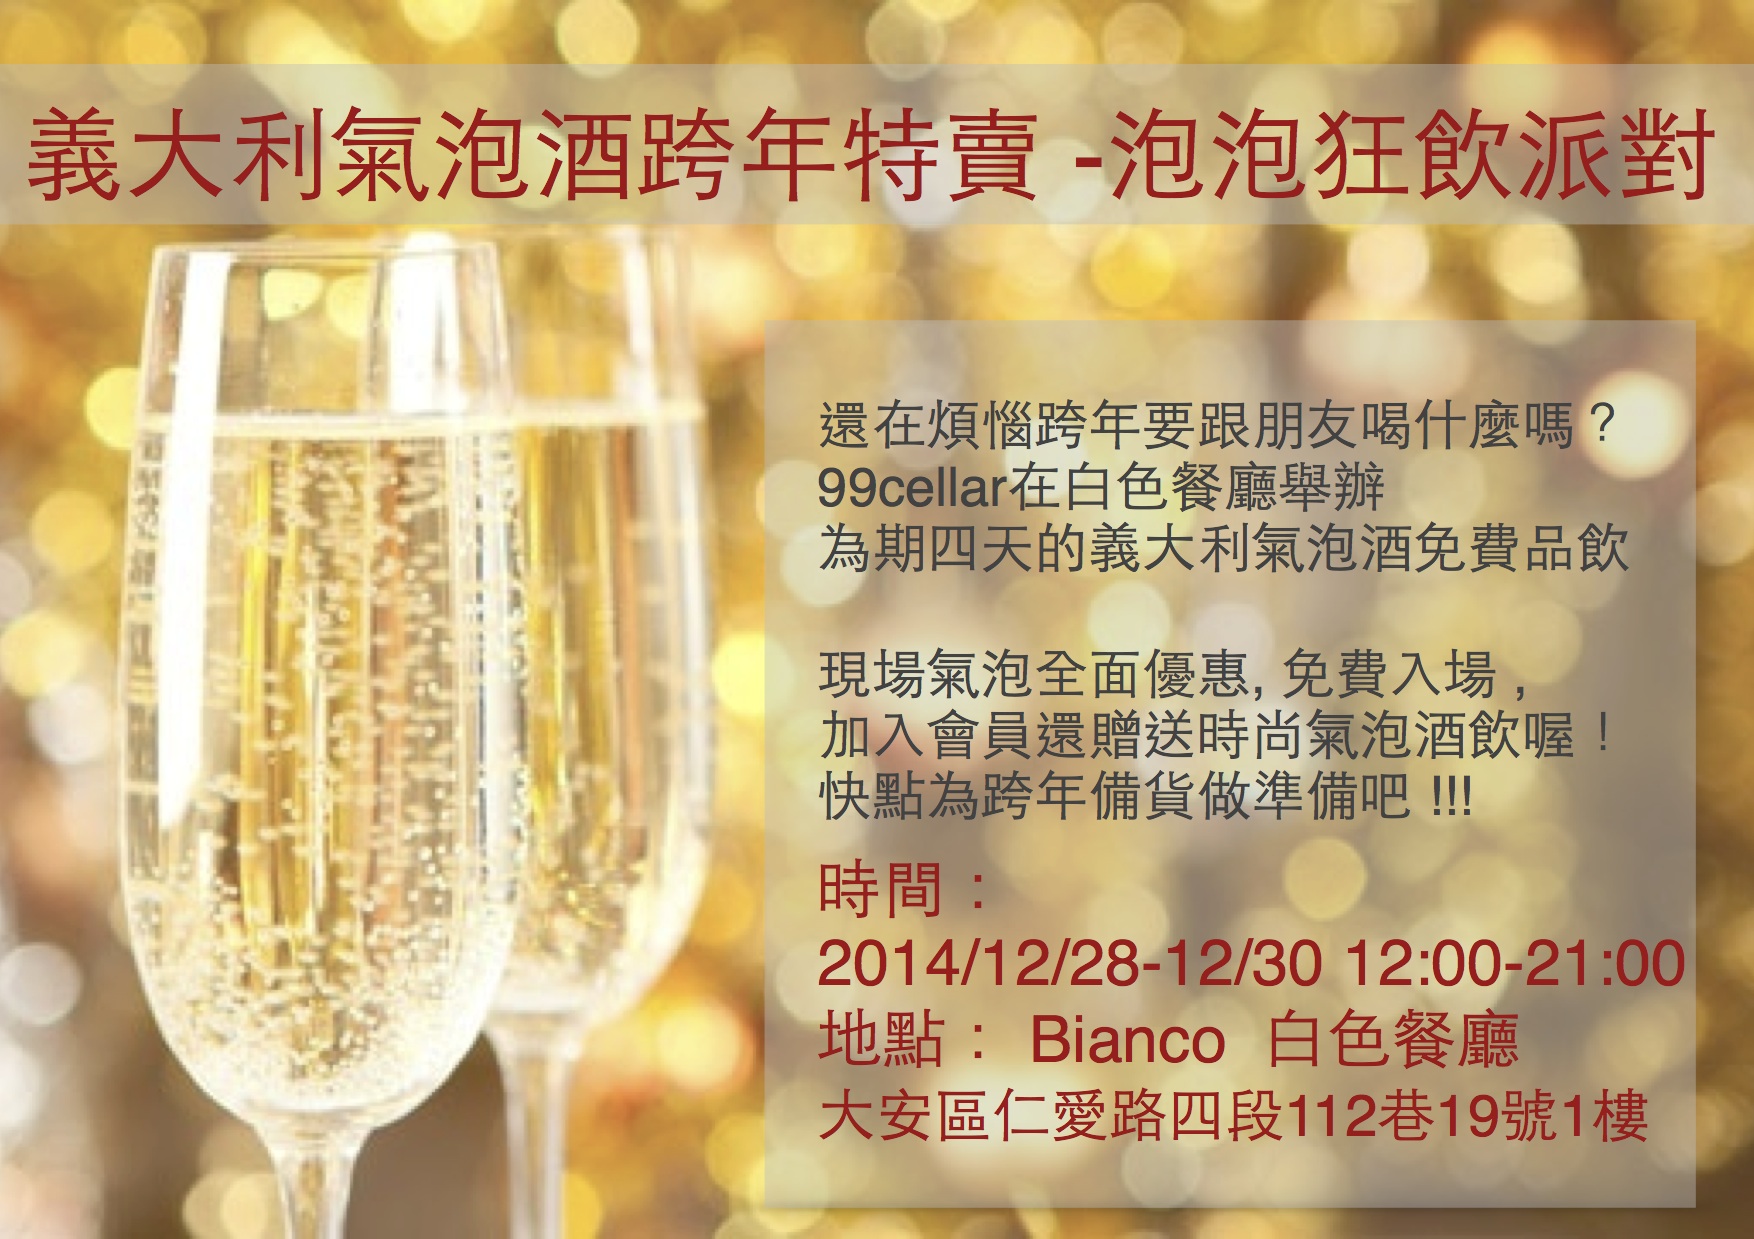 義大利氣泡酒跨年特賣 -泡泡狂飲派對
還在煩惱跨年要跟朋友喝什麼嗎？
99cellar在白色餐廳舉辦
為期四天的義大利氣泡酒免費品飲
現場氣泡全面優惠, 免費入場 ,
加入會員還贈送時尚氣泡酒飲喔！
快點為跨年備貨做準備吧 !!!
時間：
2014/12/28-12/30 12:00-21:00
地點： Bianco 白色餐廳
大安區仁愛路四段112巷19號1樓